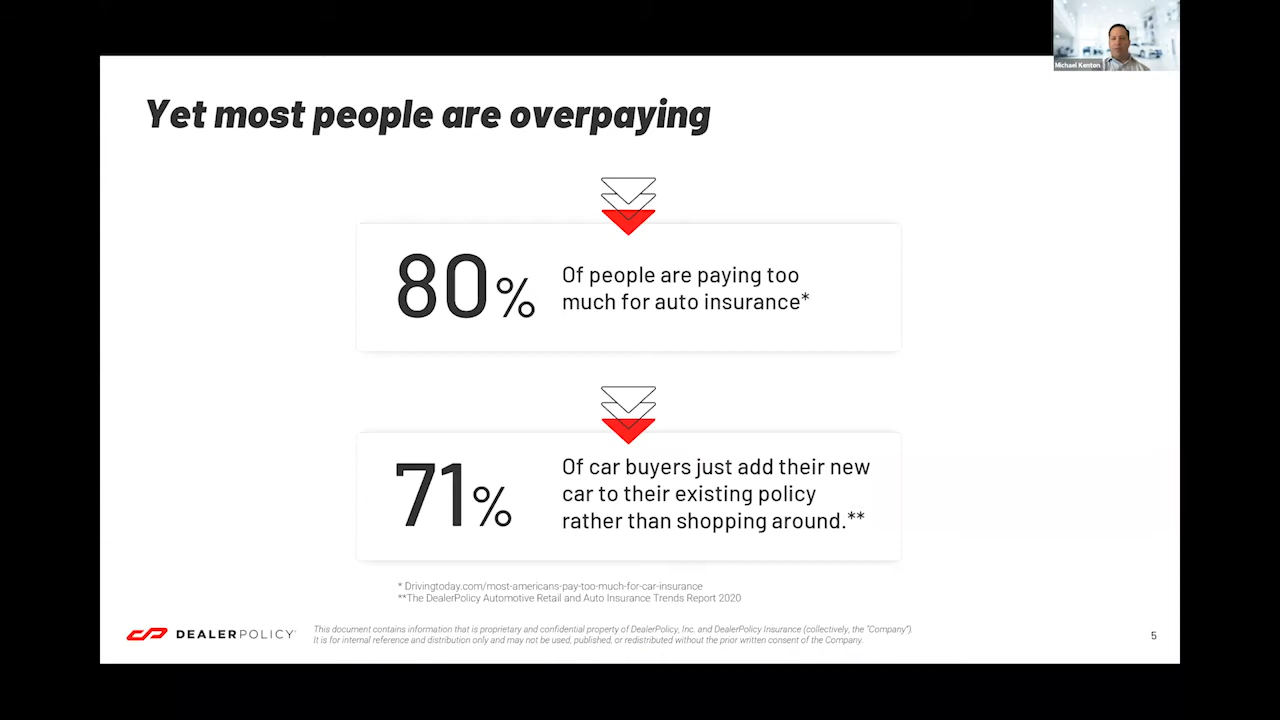 Michael Kenton
Yet most people are overpaying
80%
Of people are paying too
much for auto insurance*
71%
Of car buyers just add their new
car to their existing policy
rather than shopping around.**
* Drivingtoday.com/most-americans-pay-too-much-for-car-insurance
**The DealerPolicy Automotive Retail and Auto Insurance Trends Report 2020
DEALERPOLICY
This document contains information that is proprietary and confidential property of DealerPolicy, Inc. and DealerPolicy Insurance (collectively, the "Company").
It is for internal reference and distribution only and may not be used, published, or redistributed without the prior written consent of the Company.
5